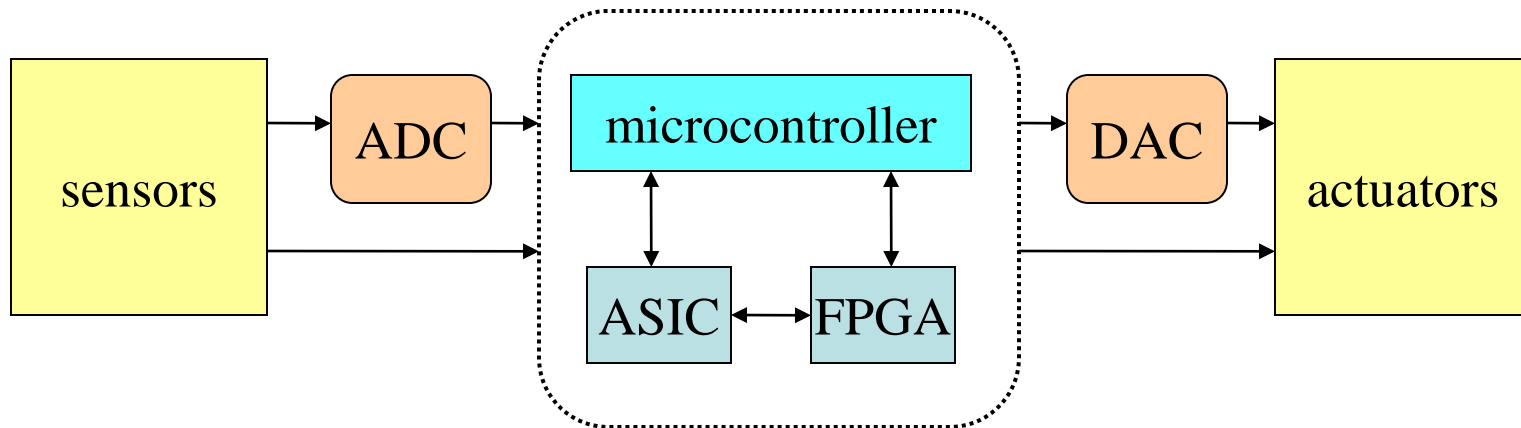 sensors
ADC
microcontroller
ASIC
FPGA
DAC
actuators